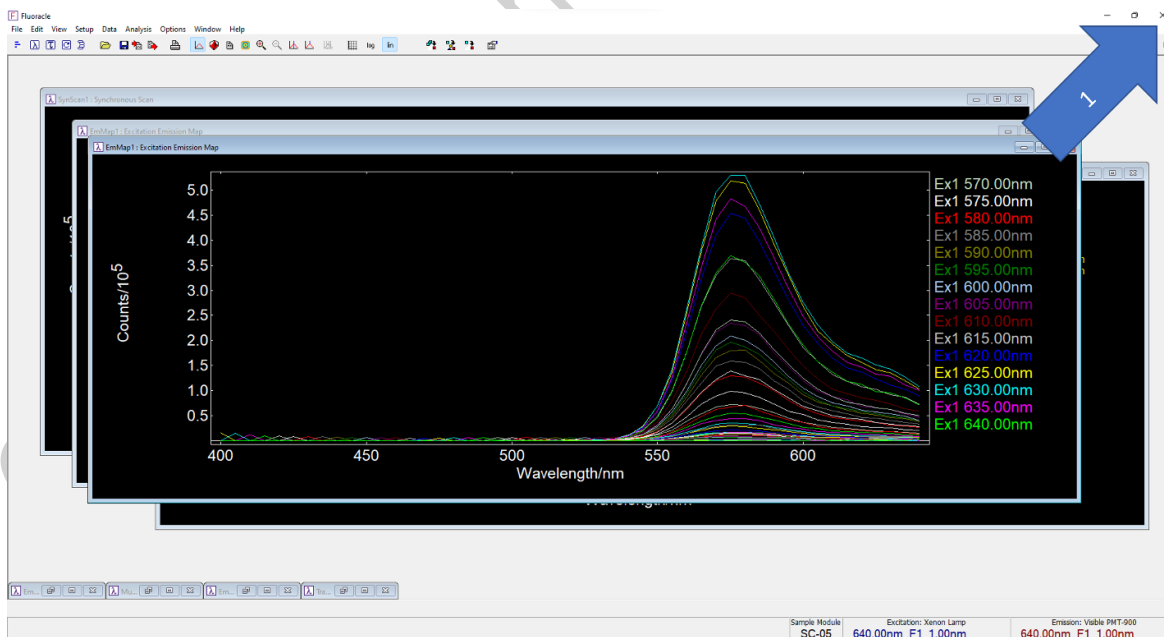 Fluoracle
File Edit View Setup Data Analysis Options Window Help
log lin
1
SynScan1 : Synchronous Scan
EmMap1 : Excitation Emission Map
EmMap1 : Excitation Emission Map
Counts/10⁵
5.0
4.5
4.0
3.5
3.0
2.5
2.0
1.5
1.0
0.5
400 450 500 550 600
Wavelength/nm
Ex1 570.00nm
Ex1 575.00nm
Ex1 580.00nm
Ex1 585.00nm
Ex1 590.00nm
Ex1 595.00nm
Ex1 600.00nm
Ex1 605.00nm
Ex1 610.00nm
Ex1 615.00nm
Ex1 620.00nm
Ex1 625.00nm
Ex1 630.00nm
Ex1 635.00nm
Ex1 640.00nm
Em... Mu... Em... Tra...
Sample Module Excitation: Xenon Lamp Emission: Visible PMT-900
SC-05 640.00nm F1 1.00nm 640.00nm F1 1.00nm